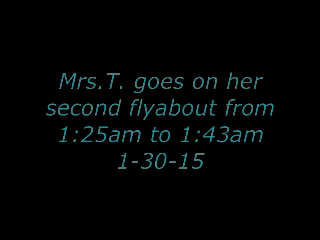 Mrs.T. goes on her
second flyabout from
1:25am to 1:43am
1-30-15